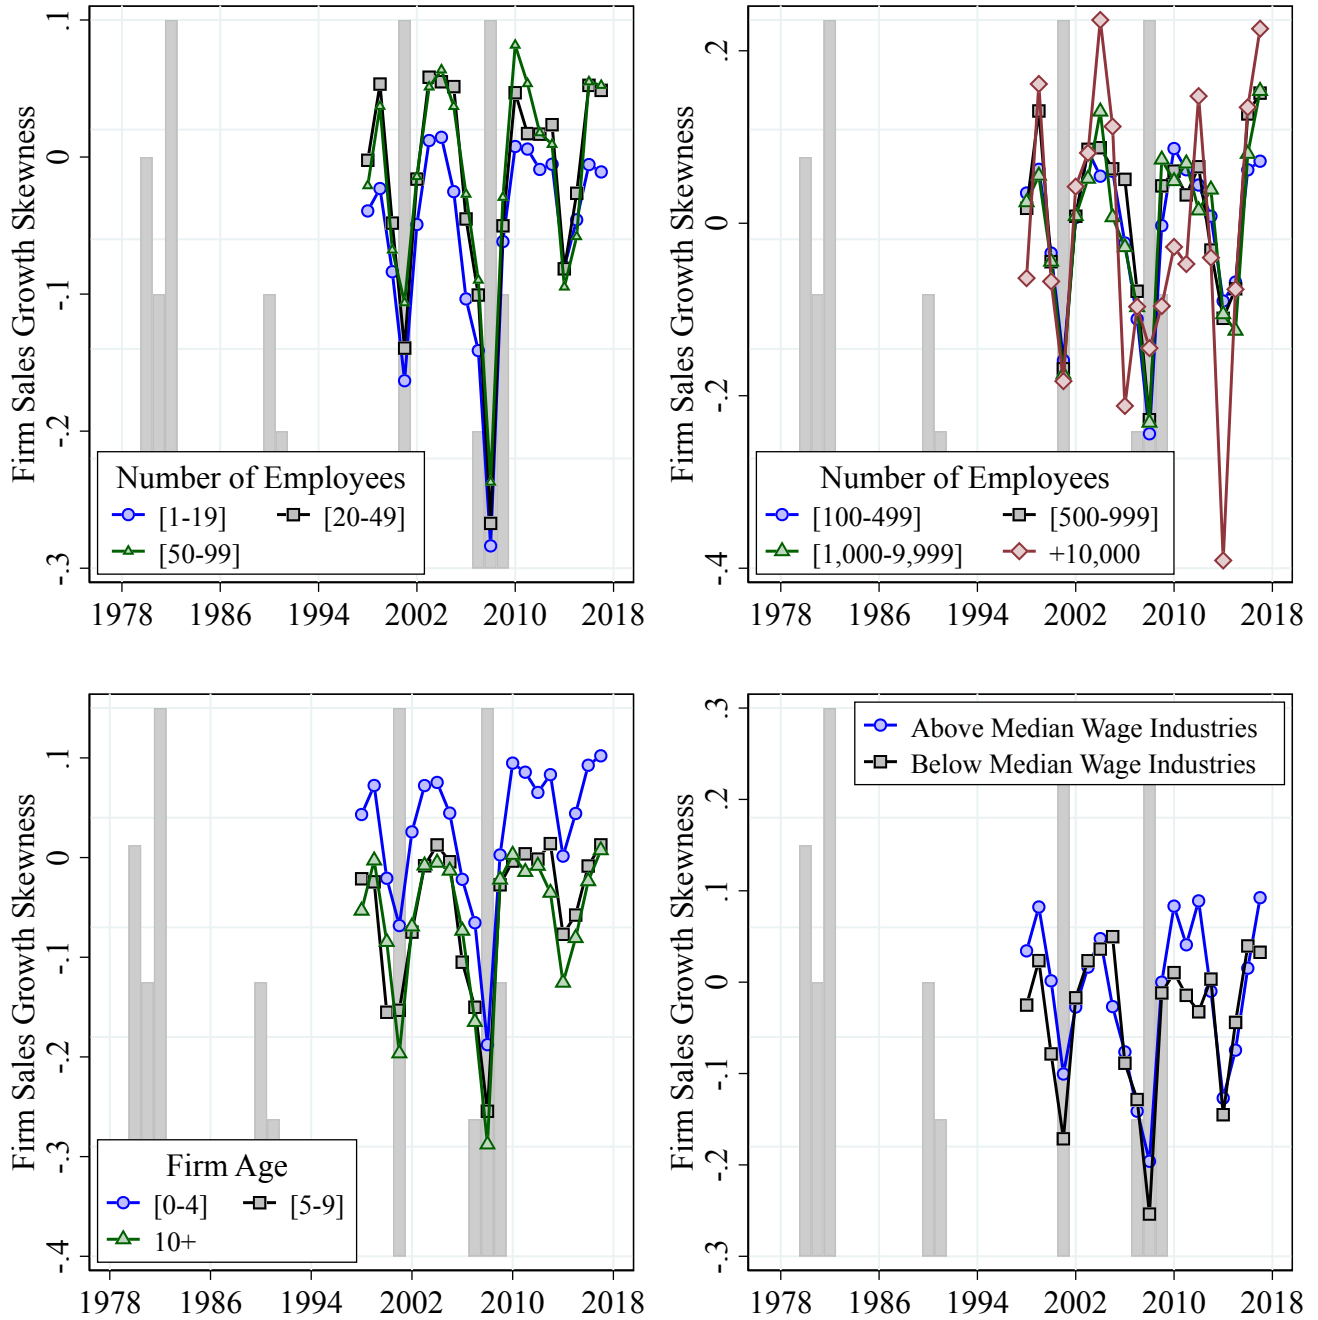 Firm Sales Growth Skewness
.1
0
-.1
-.2
-.3
Number of Employees
[1-19] [20-49]
[50-99]
1978 1986 1994 2002 2010 2018
Firm Sales Growth Skewness
.2
0
-.2
-.4
Number of Employees
[100-499] [500-999]
[1,000-9,999] +10,000
1978 1986 1994 2002 2010 2018
Firm Sales Growth Skewness
.1
0
-.1
-.2
-.3
-.4
Firm Age
[0-4] [5-9]
10+
1978 1986 1994 2002 2010 2018
Firm Sales Growth Skewness
.3
.2
.1
0
-.1
-.2
-.3
Above Median Wage Industries
Below Median Wage Industries
1978 1986 1994 2002 2010 2018